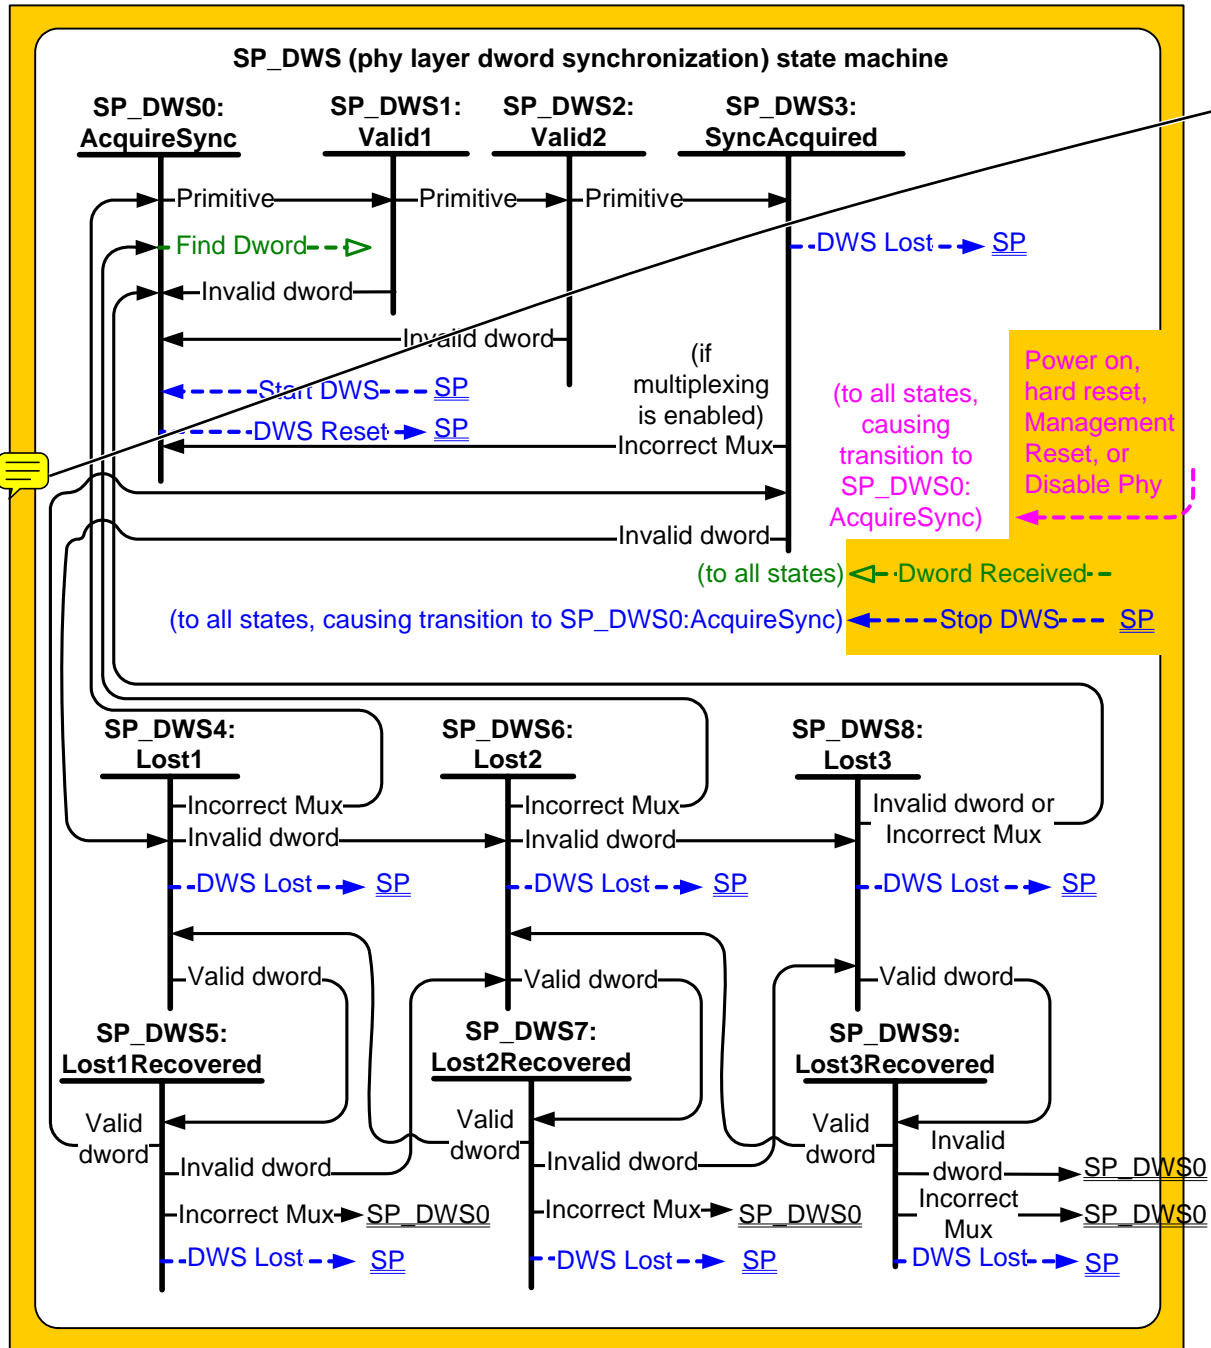 SP_DWS (phy layer dword synchronization) state machine
SP_DWS0:
AcquireSync
SP_DWS1:
Valid1
SP_DWS2:
Valid2
SP_DWS3:
SyncAcquired
Primitive
Primitive
Primitive
Find Dword
DWS Lost
SP
Invalid dword
Invalid dword
Start DWS
SP
DWS Reset
SP
(if
multiplexing
is enabled)
Incorrect Mux
(to all states,
causing
transition to
SP_DWS0:
AcquireSync)
Power on,
hard reset,
Management
Reset, or
Disable Phy
Invalid dword
(to all states)
Dword Received
(to all states, causing transition to SP_DWS0:AcquireSync)
Stop DWS
SP
SP_DWS4:
Lost1
SP_DWS6:
Lost2
SP_DWS8:
Lost3
Incorrect Mux
Incorrect Mux
Invalid dword or
Incorrect Mux
Invalid dword
Invalid dword
DWS Lost
SP
DWS Lost
SP
DWS Lost
SP
Valid dword
Valid dword
Valid dword
SP_DWS5:
Lost1Recovered
SP_DWS7:
Lost2Recovered
SP_DWS9:
Lost3Recovered
Valid
dword
Valid
dword
Valid
dword
Invalid dword
Invalid dword
Invalid
dword
SP_DWS0
Incorrect Mux
SP_DWS0
Incorrect Mux
SP_DWS0
Incorrect
Mux
SP_DWS0
DWS Lost
SP
DWS Lost
SP
DWS Lost
SP